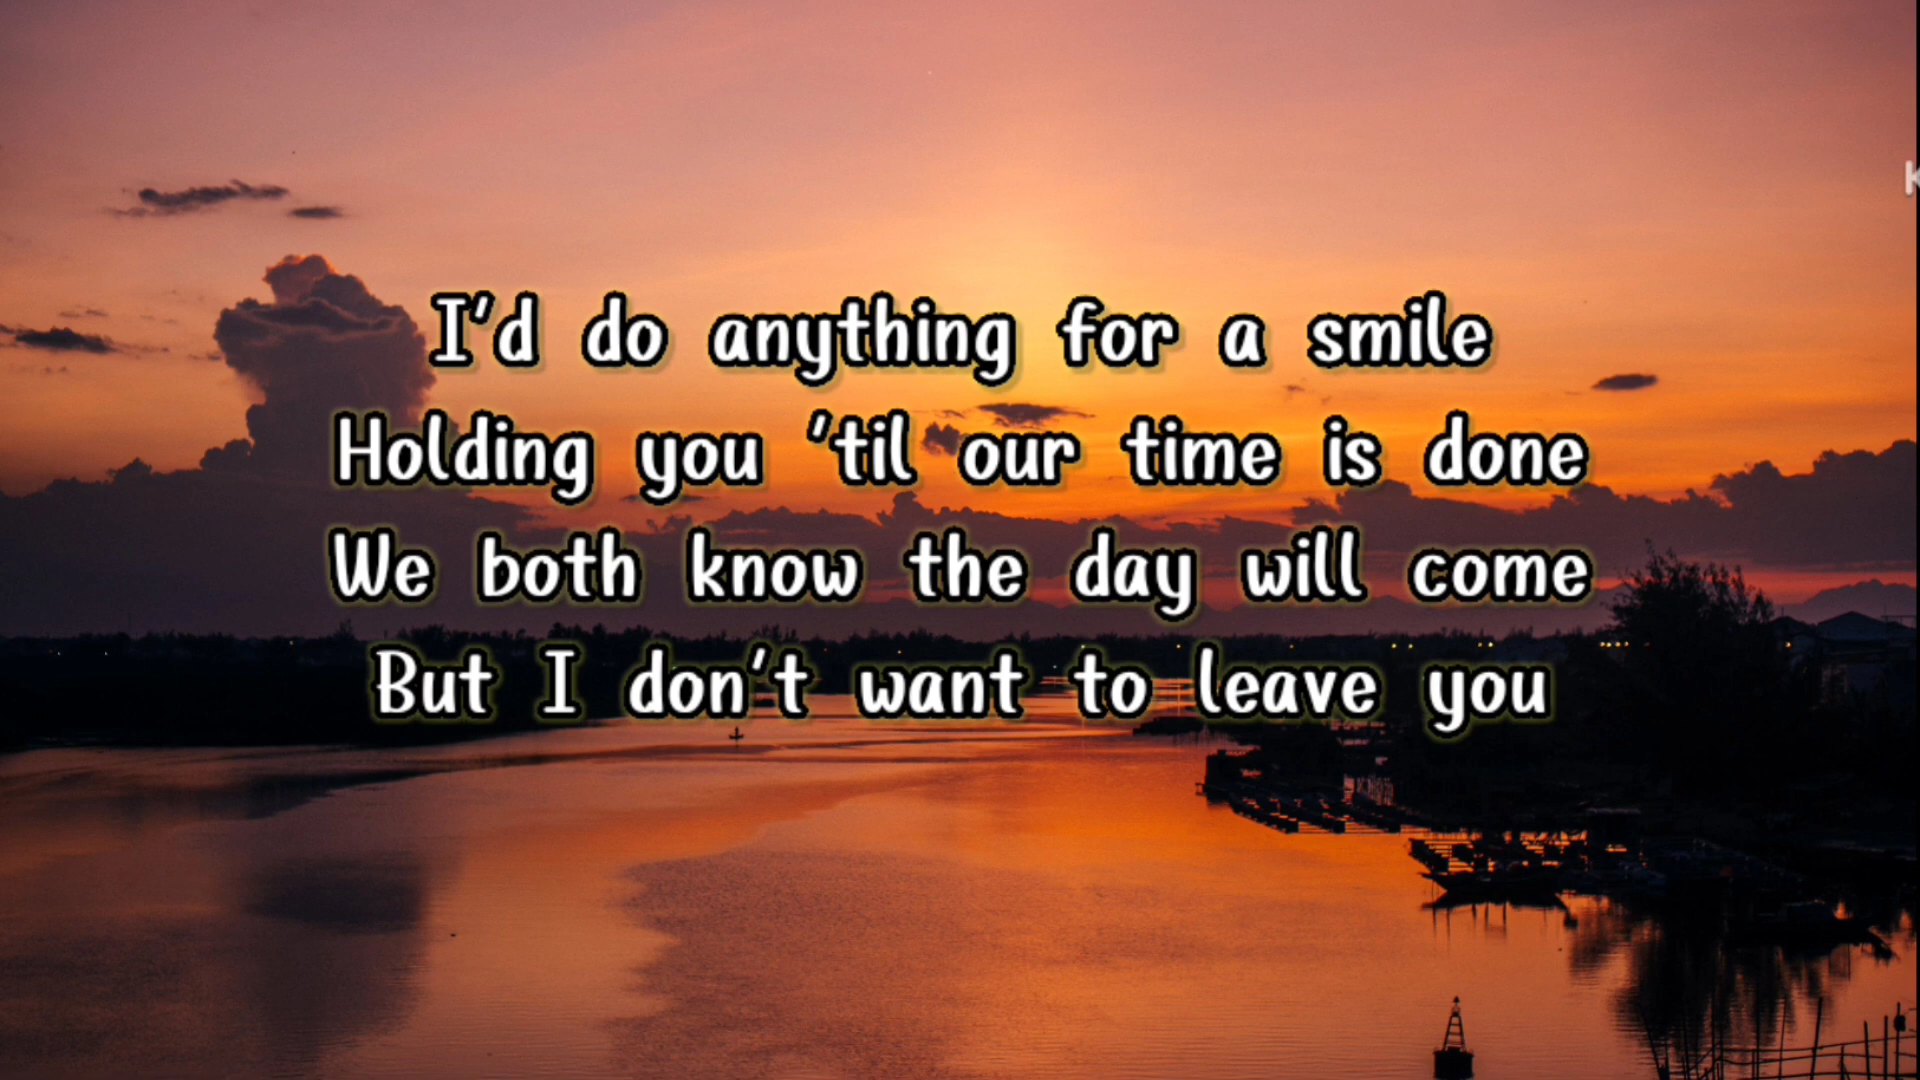 I'd do anything for a smile
Holding you 'til our time is done
We both know the day will come
But I don't want to leave you